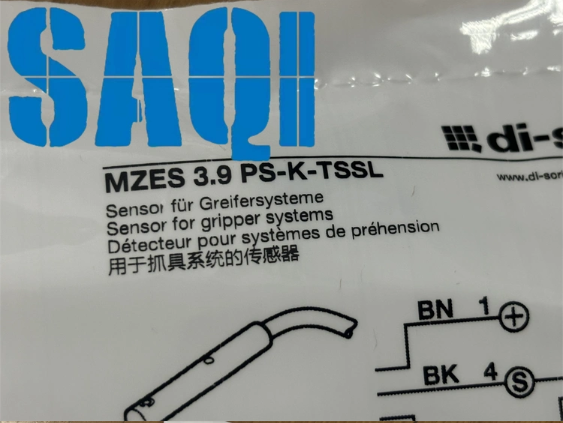 SAQI
di-s
www.di-sori
MZES 3.9 PS-K-TSSL
Sensor für Greifersysteme
Sensor for gripper systems
Détecteur pour systèmes de préhension
用于抓具系统的传感器
BN 1 +
BK 4 S